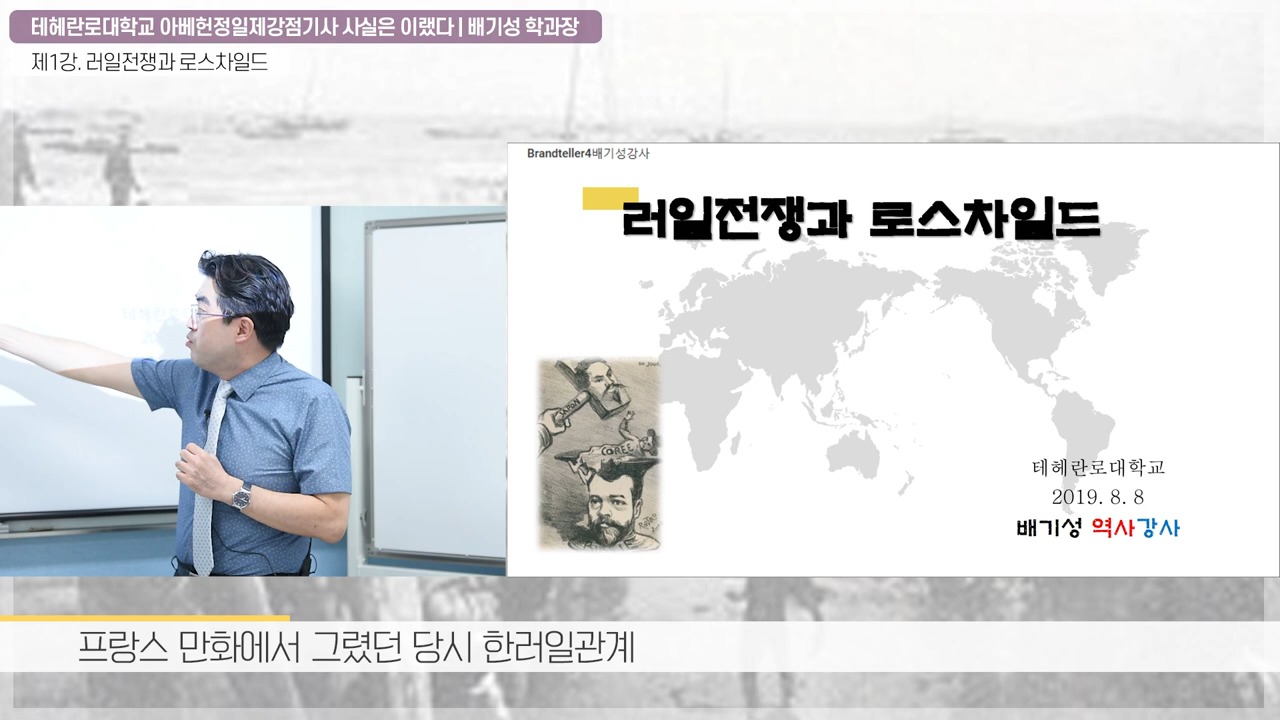 테헤란로대학교 아베헌정일제강점기사 사실은 이랬다 | 배기성 학과장
제1강. 러일전쟁과 로스차일드
Brandteller4배기성강사
러일전쟁과 로스차일드
JAPON
COREE
테헤란로대학교
2019. 8. 8
배기성 역사강사
프랑스 만화에서 그렸던 당시 한러일관계